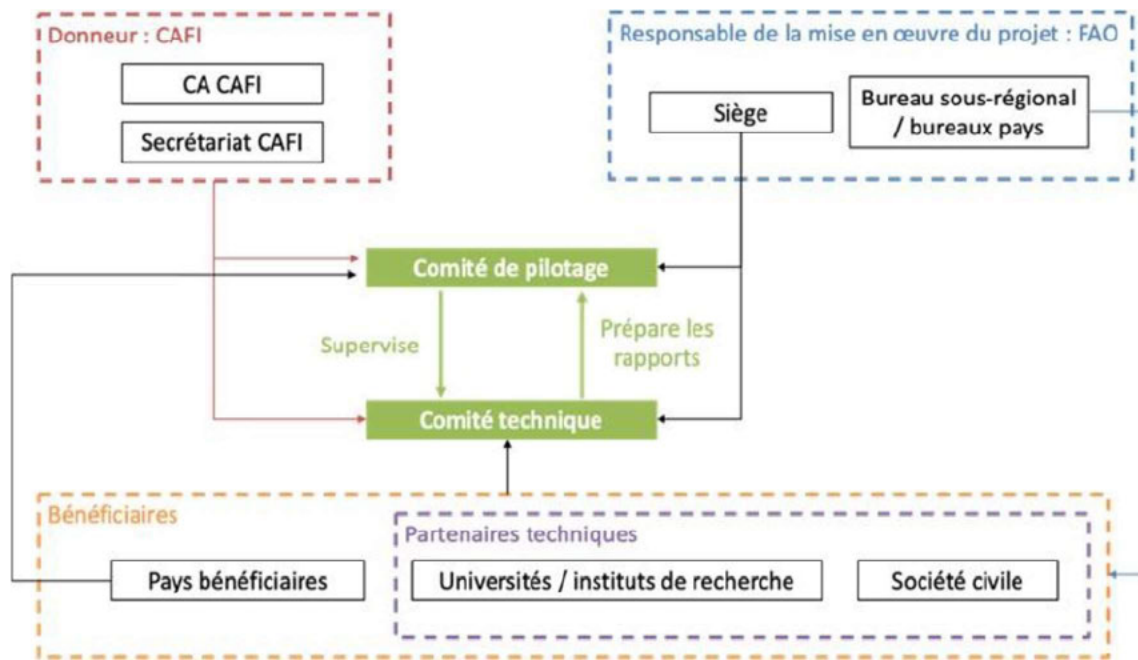 Donneur : CAFI
CA CAFI
Secrétariat CAFI
Responsable de la mise en œuvre du projet : FAO
Siège
Bureau sous-régional
/ bureaux pays
Comité de pilotage
Supervise
Prépare les
rapports
Comité technique
Bénéficiaires
Pays bénéficiaires
Partenaires techniques
Universités / instituts de recherche
Société civile